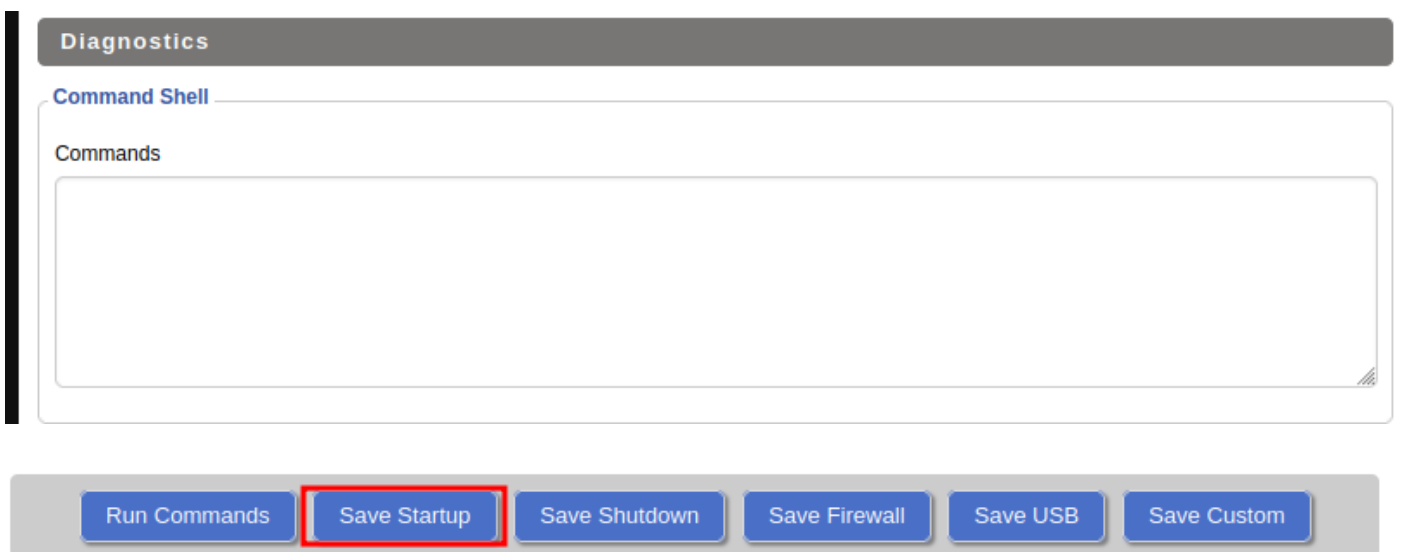 Diagnostics
Command Shell
Commands
Run Commands Save Startup Save Shutdown Save Firewall Save USB Save Custom